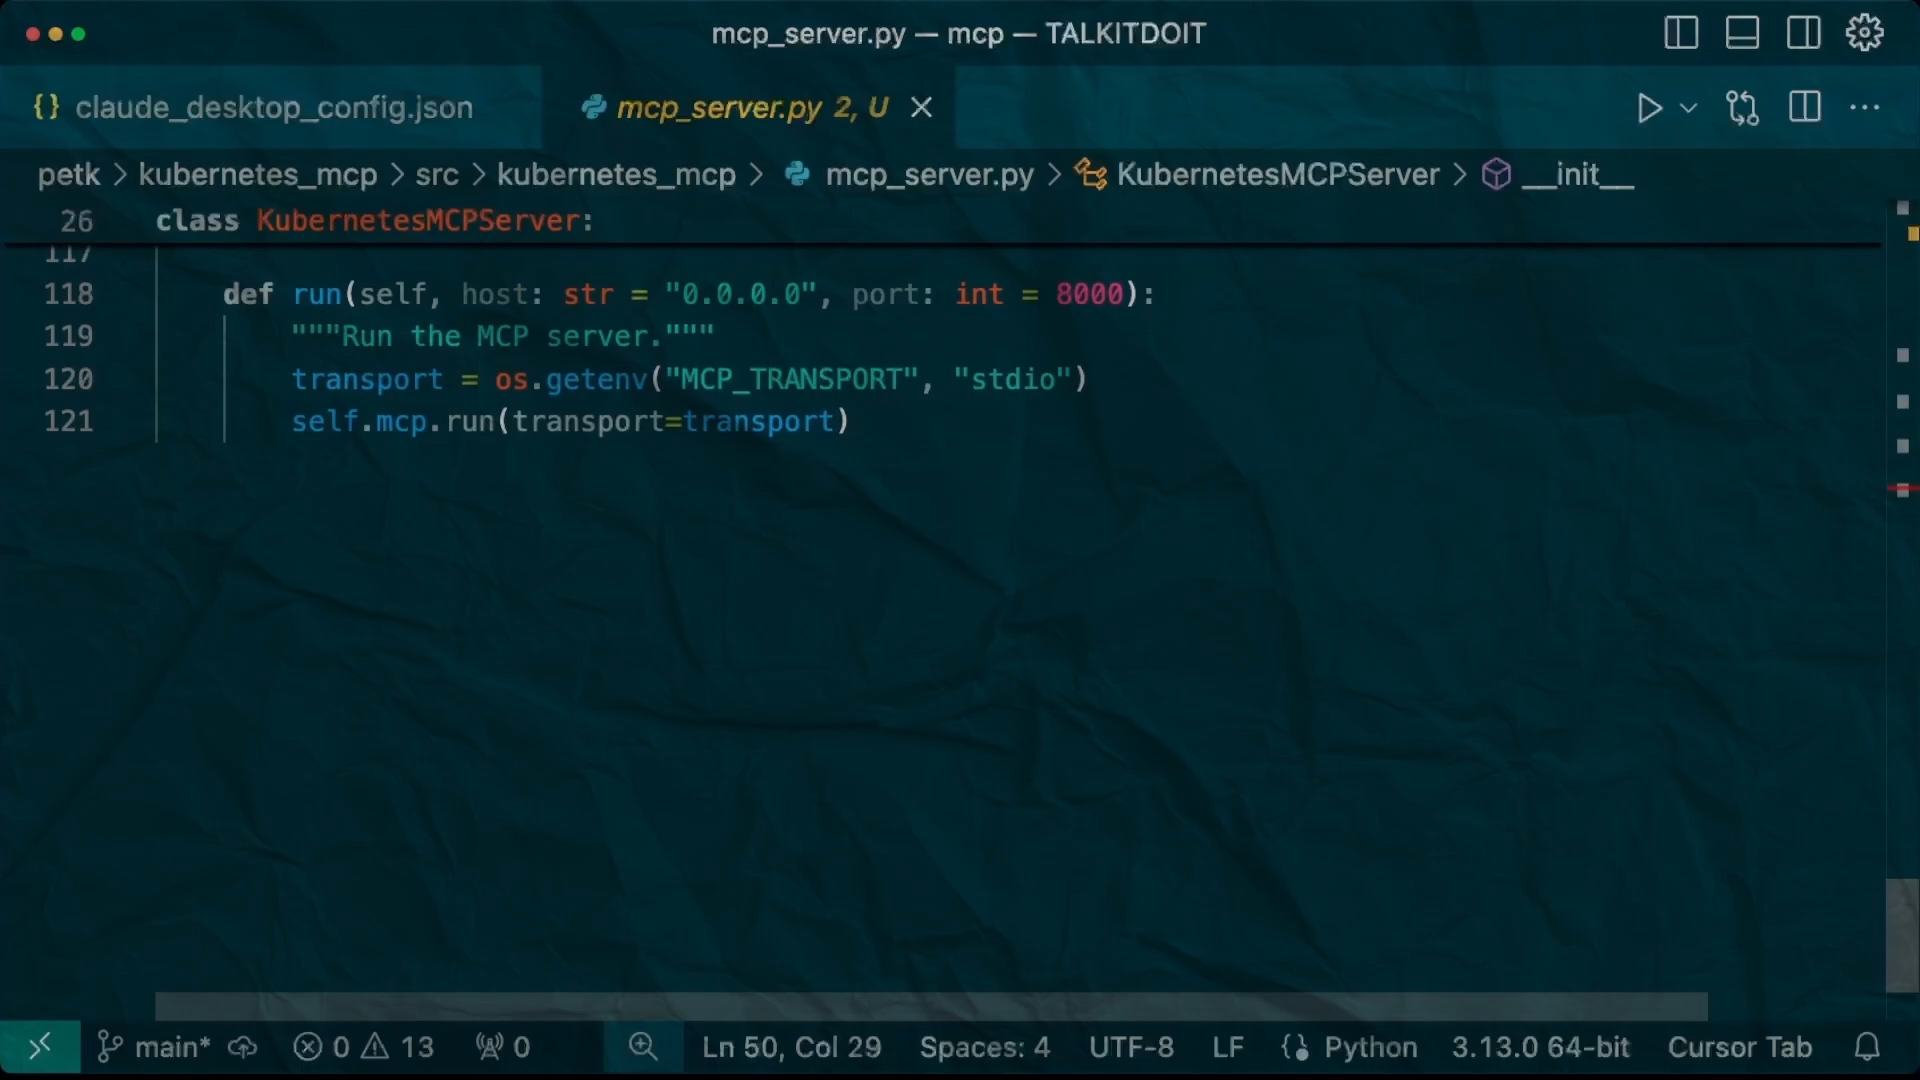 mcp_server.py — mcp — TALKITDOIT
{} claude_desktop_config.json
mcp_server.py 2, U
petk > kubernetes_mcp > src > kubernetes_mcp > mcp_server.py > KubernetesMCPServer > __init__
26 class KubernetesMCPServer:
117
118 def run(self, host: str = "0.0.0.0", port: int = 8000):
119 """Run the MCP server."""
120 transport = os.getenv("MCP_TRANSPORT", "stdio")
121 self.mcp.run(transport=transport)
main* 0 13 0 Ln 50, Col 29 Spaces: 4 UTF-8 LF Python 3.13.0 64-bit Cursor Tab